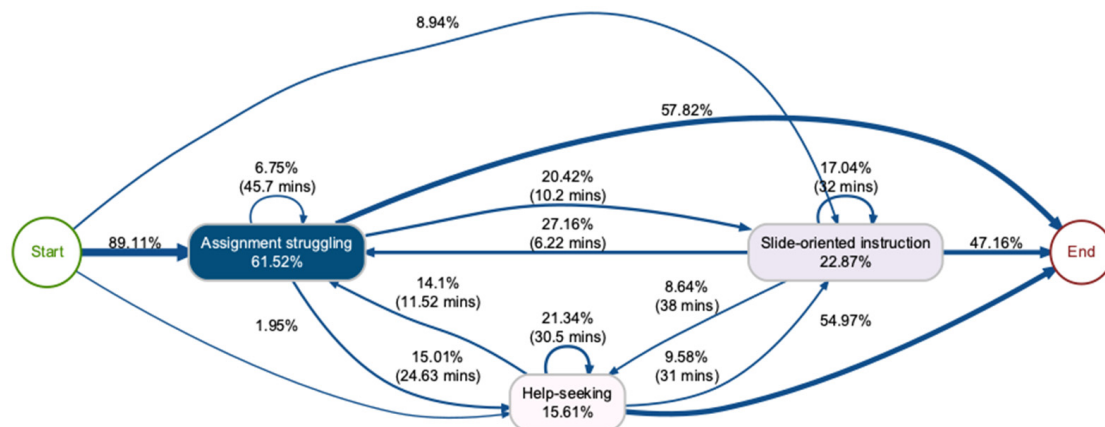 8.94%
57.82%
6.75%
(45.7 mins)
20.42%
(10.2 mins)
17.04%
(32 mins)
Start
89.11%
Assignment struggling
61.52%
27.16%
(6.22 mins)
Slide-oriented instruction
22.87%
47.16%
End
14.1%
(11.52 mins)
8.64%
(38 mins)
1.95%
21.34%
(30.5 mins)
54.97%
15.01%
(24.63 mins)
9.58%
(31 mins)
Help-seeking
15.61%